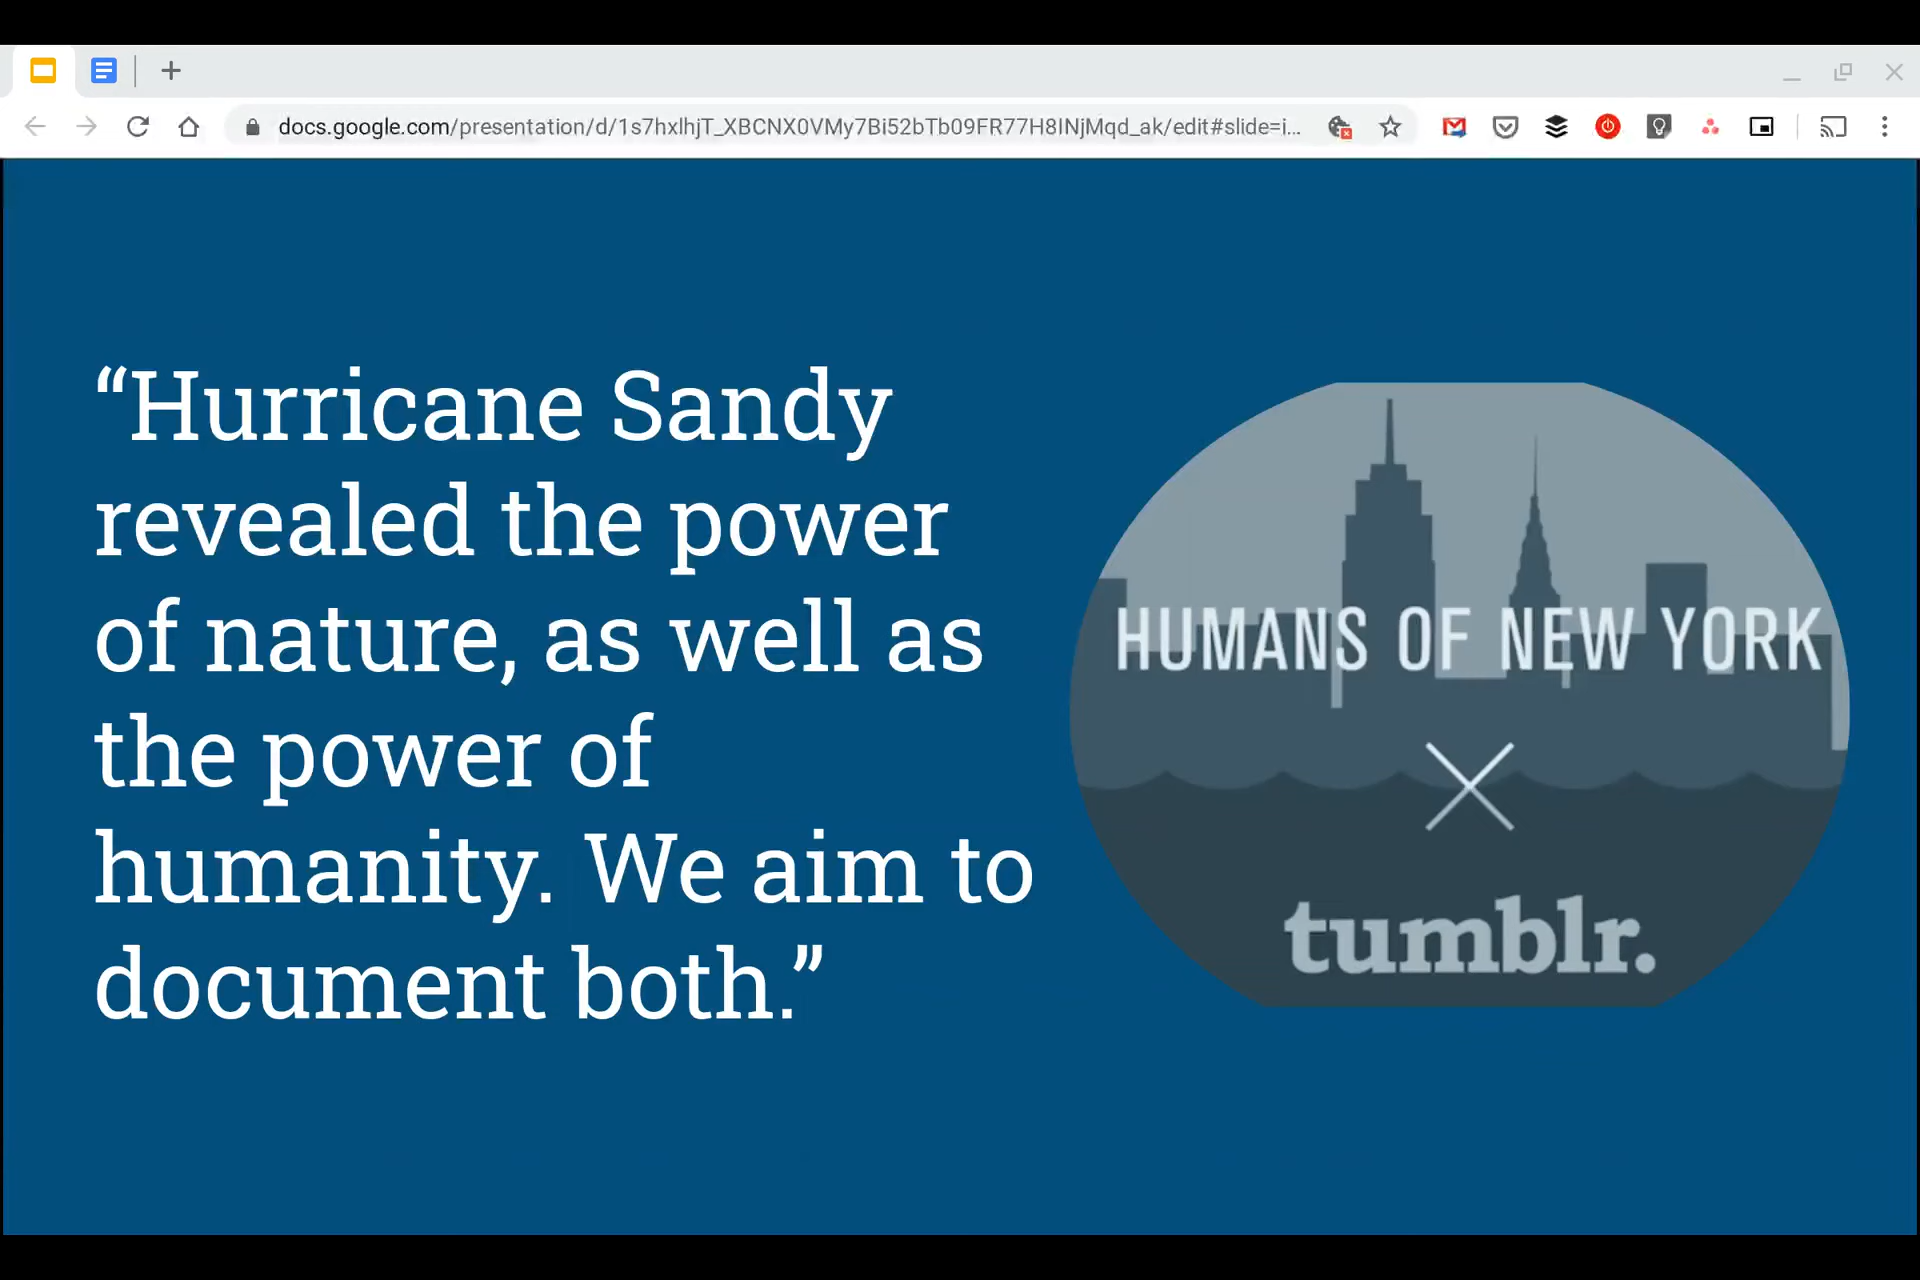 docs.google.com/presentation/d/1s7hxlhjT_XBCNX0VMy7Bi52bTb09FR77H8INjMqd_ak/edit#slide=i...
“Hurricane Sandy
revealed the power
of nature, as well as
the power of
humanity. We aim to
document both.”
HUMANS OF NEW YORK
tumblr.